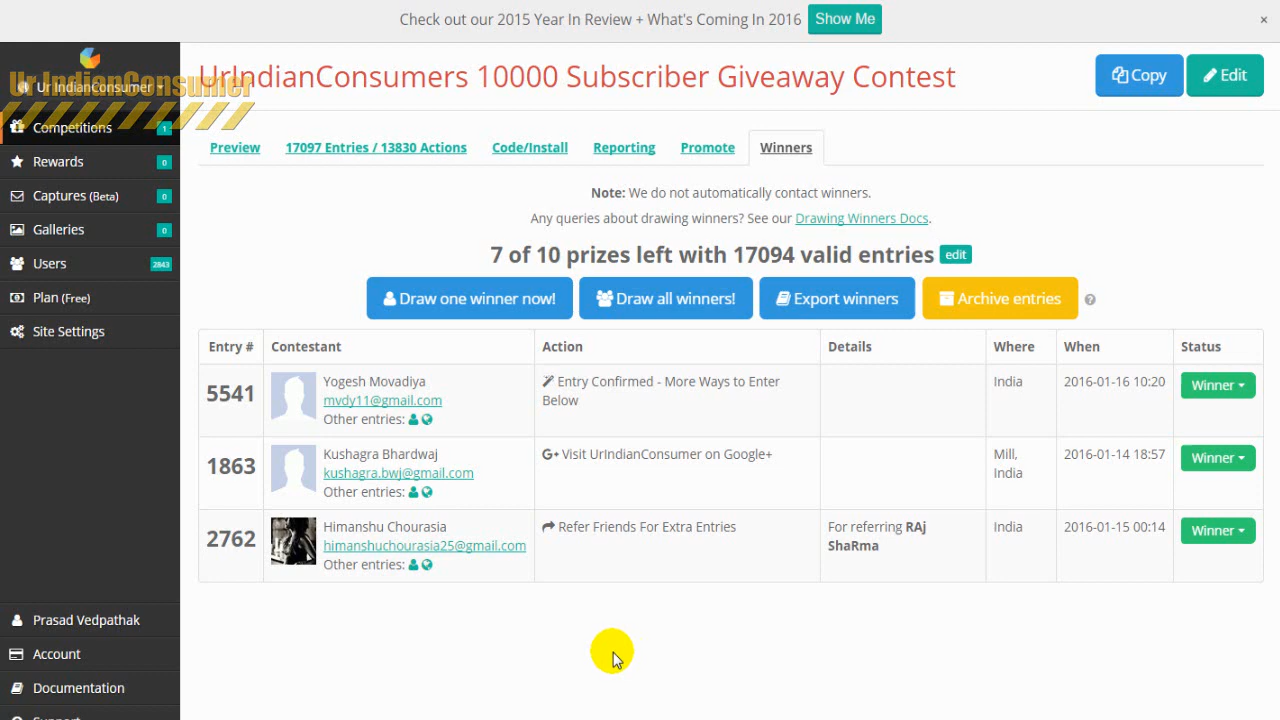 Check out our 2015 Year In Review + What's Coming In 2016 Show Me ×
Ur IndianConsumer
Ur IndianConsumer
UrIndianConsumers 10000 Subscriber Giveaway Contest
Copy Edit
Competitions 1
Rewards 0
Captures (Beta) 0
Galleries 0
Users 2843
Plan (Free)
Site Settings
Prasad Vedpathak
Account
Documentation
Preview 17097 Entries / 13830 Actions Code/Install Reporting Promote Winners
Note: We do not automatically contact winners.
Any queries about drawing winners? See our Drawing Winners Docs.
7 of 10 prizes left with 17094 valid entries edit
Draw one winner now! Draw all winners! Export winners Archive entries ?
Entry # Contestant Action Details Where When Status
5541 Yogesh Movadiya Entry Confirmed - More Ways to Enter India 2016-01-16 10:20 Winner
mvdy11@gmail.com Below
Other entries:
1863 Kushagra Bhardwaj G+ Visit UrIndianConsumer on Google+ Mill, 2016-01-14 18:57 Winner
kushagra.bwj@gmail.com India
Other entries:
2762 Himanshu Chourasia Refer Friends For Extra Entries For referring RAj India 2016-01-15 00:14 Winner
himanshuchourasia25@gmail.com ShaRma
Other entries: